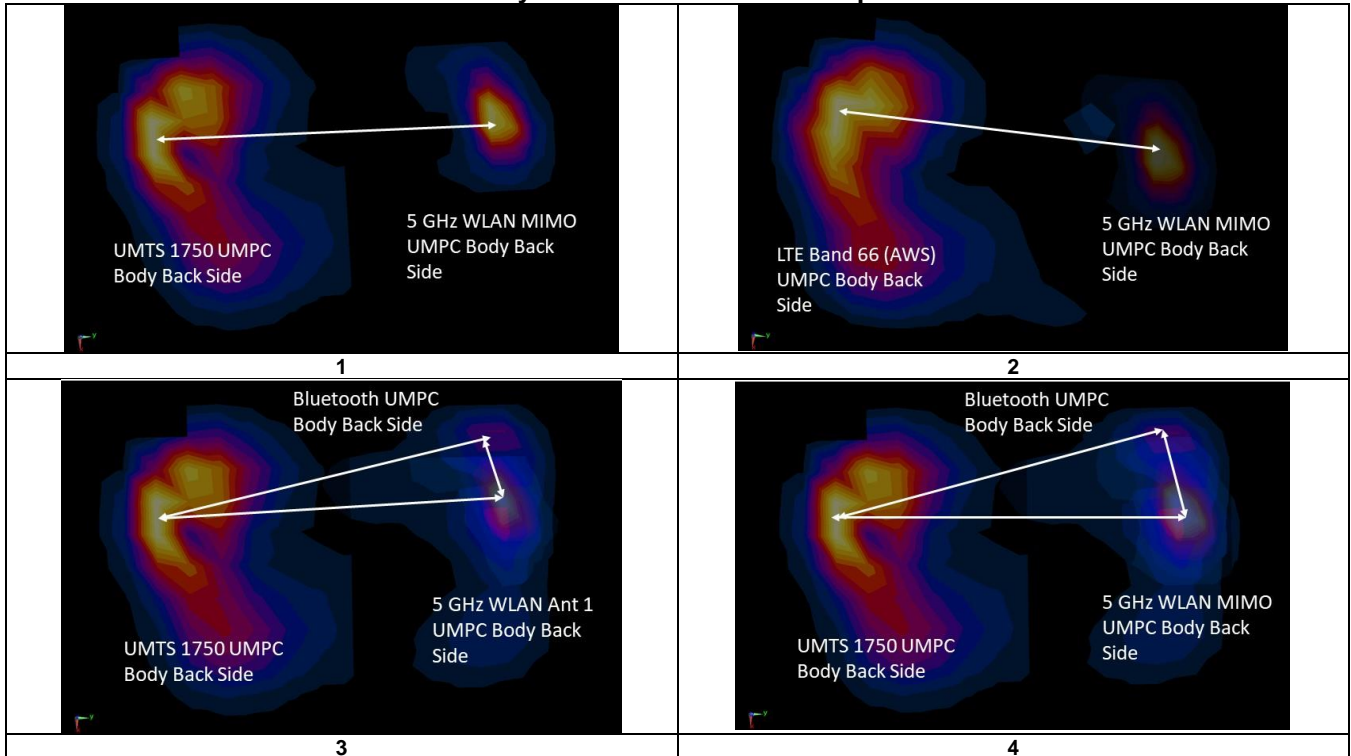 UMTS 1750 UMPC
Body Back Side
5 GHz WLAN MIMO
UMPC Body Back
Side
LTE Band 66 (AWS)
UMPC Body Back
Side
5 GHz WLAN MIMO
UMPC Body Back
Side
1
2
Bluetooth UMPC
Body Back Side
UMTS 1750 UMPC
Body Back Side
5 GHz WLAN Ant 1
UMPC Body Back
Side
Bluetooth UMPC
Body Back Side
UMTS 1750 UMPC
Body Back Side
5 GHz WLAN MIMO
UMPC Body Back
Side
3
4